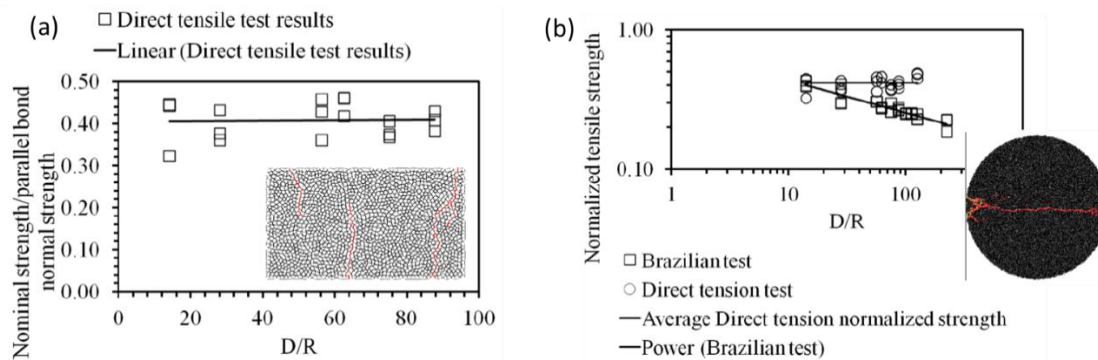 (a)
Direct tensile test results
Linear (Direct tensile test results)
Nominal strength/parallel bond
normal strength
0.50
0.40
0.30
0.20
0.10
0.00
0 20 40 60 80 100
D/R
(b)
Normalized tensile strength
1.00
0.10
1 10 100
D/R
Brazilian test
Direct tension test
Average Direct tension normalized strength
Power (Brazilian test)